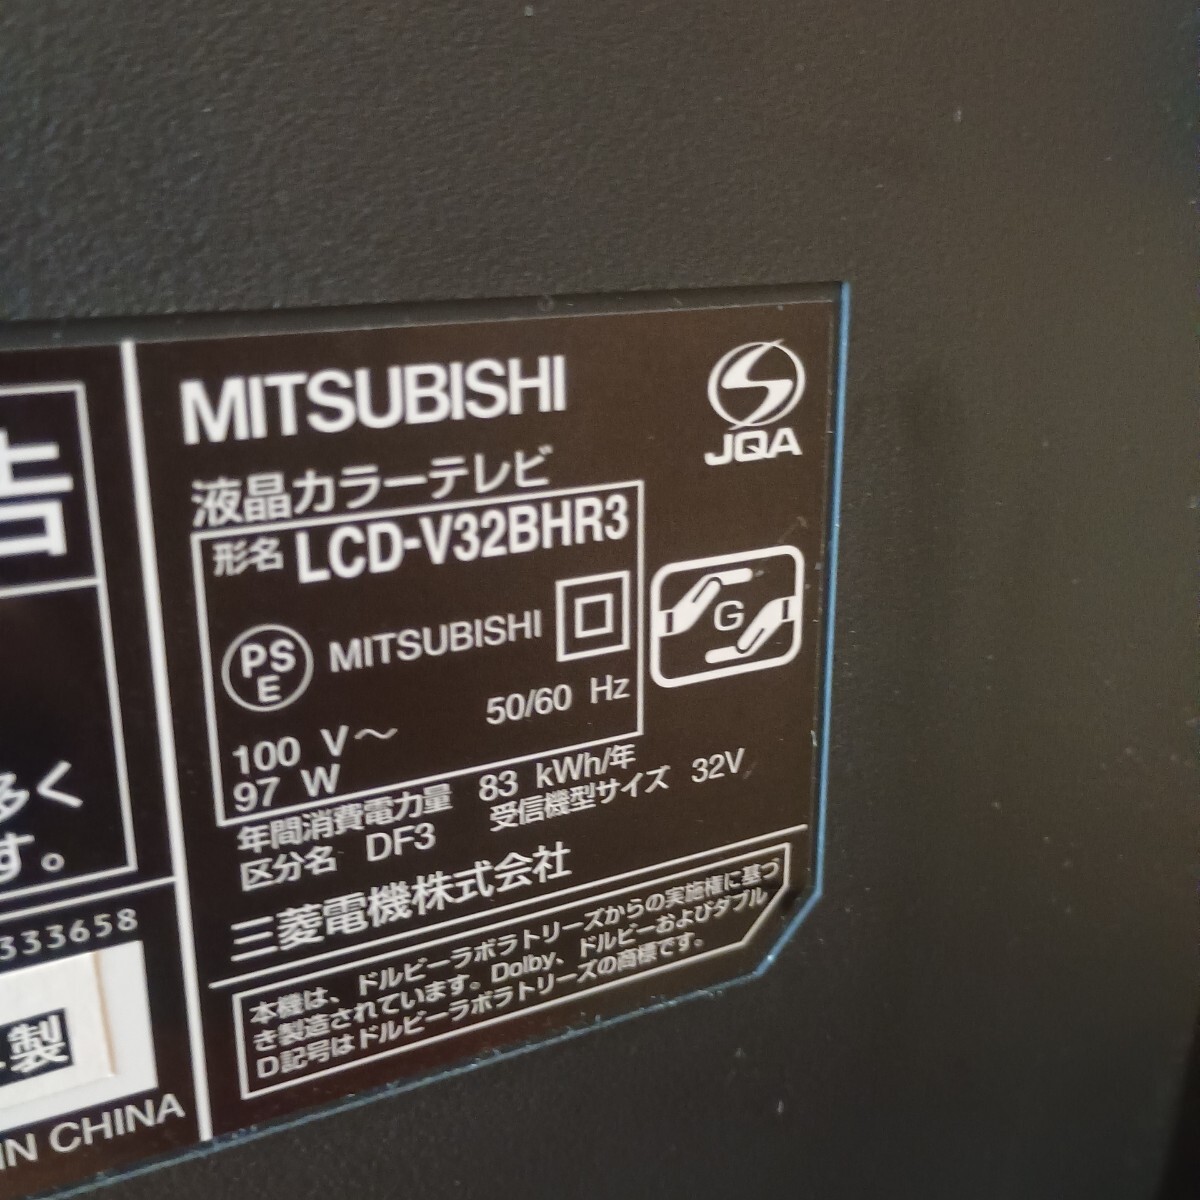 告
多く
す。
333658
製
IN CHINA
MITSUBISHI
JQA
液晶カラーテレビ
形名 LCD-V32BHR3
PSE MITSUBISHI
G
100 V～ 50/60 Hz
97 W
年間消費電力量 83 kWh/年
区分名 DF3 受信機型サイズ 32V
三菱電機株式会社
本機は、ドルビーラボラトリーズからの実施権に基づ
き製造されています。Dolby、ドルビーおよびダブル
D記号はドルビーラボラトリーズの商標です。